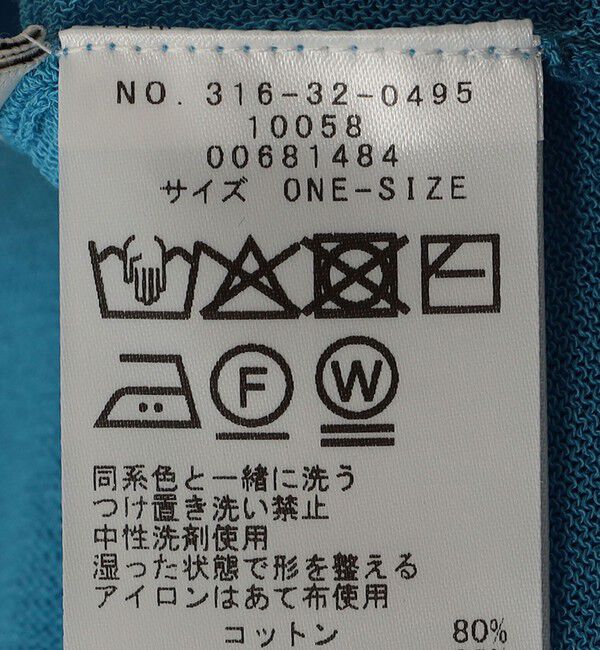 NO. 316-32-0495
10058
00681484
サイズ ONE-SIZE
F
W
同系色と一緒に洗う
つけ置き洗い禁止
中性洗剤使用
湿った状態で形を整える
アイロンはあて布使用
コットン 80%